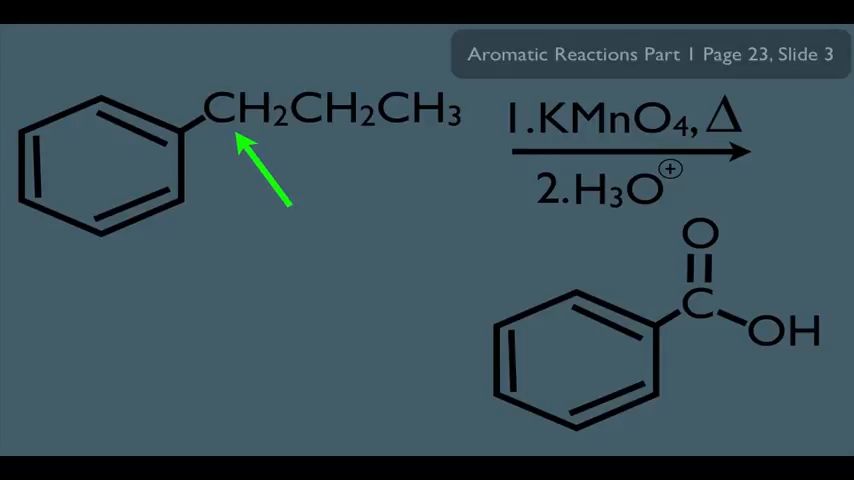 Aromatic Reactions Part 1 Page 23, Slide 3
CH₂CH₂CH₃
1.KMnO₄, Δ
2.H₃O⊕
O
C
OH